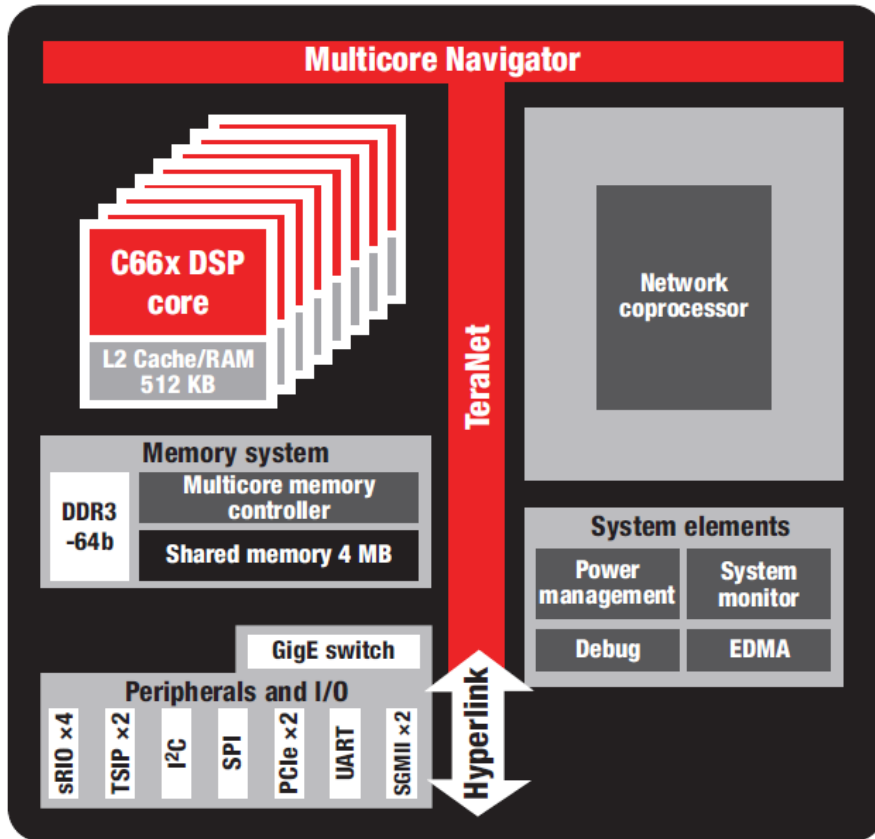 Multicore Navigator
C66x DSP
core
L2 Cache/RAM
512 KB
TeraNet
Network
coprocessor
Memory system
DDR3
-64b
Multicore memory
controller
Shared memory 4 MB
System elements
Power
management
System
monitor
Debug
EDMA
GigE switch
Peripherals and I/O
sRIO ×4
TSIP ×2
I²C
SPI
PCIe ×2
UART
SGMII ×2
Hyperlink